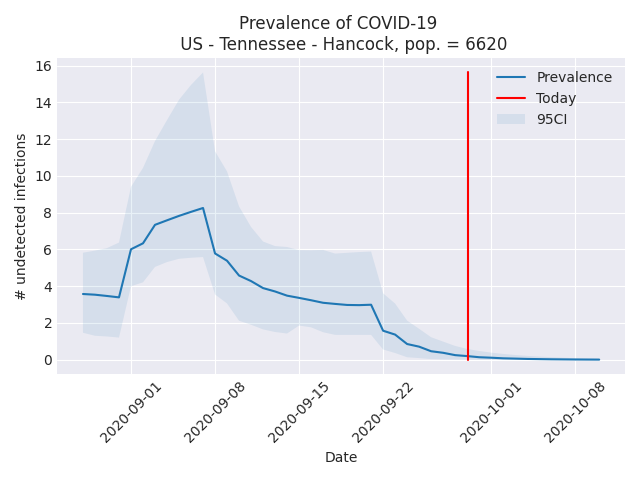 Prevalence of COVID-19
US - Tennessee - Hancock, pop. = 6620
# undetected infections
16
14
12
10
8
6
4
2
0
Prevalence
Today
95CI
2020-09-01
2020-09-08
2020-09-15
2020-09-22
2020-10-01
2020-10-08
Date